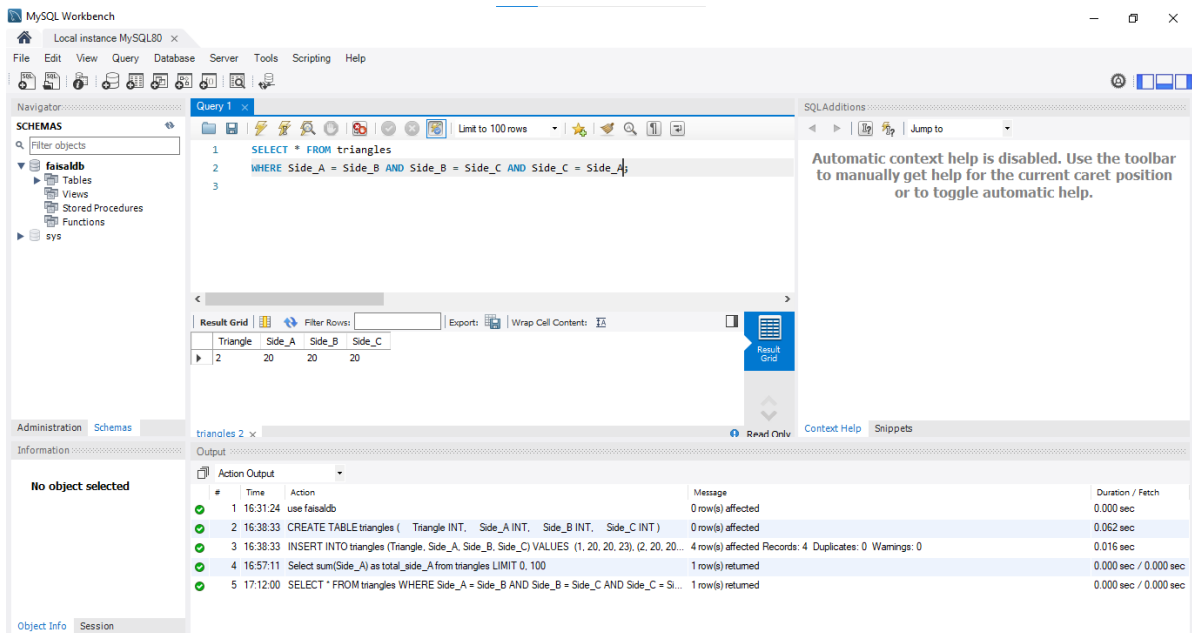 MySQL Workbench
Local instance MySQL80
File Edit View Query Database Server Tools Scripting Help
Navigator
SCHEMAS
Filter objects
faisaldb
Tables
Views
Stored Procedures
Functions
sys
Administration Schemas
Information
No object selected
Object Info Session
Query 1
Limit to 100 rows
1 SELECT * FROM triangles
2 WHERE Side_A = Side_B AND Side_B = Side_C AND Side_C = Side_A;
3
Result Grid Filter Rows: Export: Wrap Cell Content:
Triangle Side_A Side_B Side_C
2 20 20 20
Result
Grid
triangles 2 Read Only
SQLAdditions
Jump to
Automatic context help is disabled. Use the toolbar
to manually get help for the current caret position
or to toggle automatic help.
Context Help Snippets
Output
Action Output
# Time Action Message Duration / Fetch
1 16:31:24 use faisaldb 0 row(s) affected 0.000 sec
2 16:38:33 CREATE TABLE triangles ( Triangle INT, Side_A INT, Side_B INT, Side_C INT ) 0 row(s) affected 0.062 sec
3 16:38:33 INSERT INTO triangles (Triangle, Side_A, Side_B, Side_C) VALUES (1, 20, 20, 23), (2, 20, 20... 4 row(s) affected Records: 4 Duplicates: 0 Warnings: 0 0.016 sec
4 16:57:11 Select sum(Side_A) as total_side_A from triangles LIMIT 0, 100 1 row(s) returned 0.000 sec / 0.000 sec
5 17:12:00 SELECT * FROM triangles WHERE Side_A = Side_B AND Side_B = Side_C AND Side_C = Si... 1 row(s) returned 0.000 sec / 0.000 sec